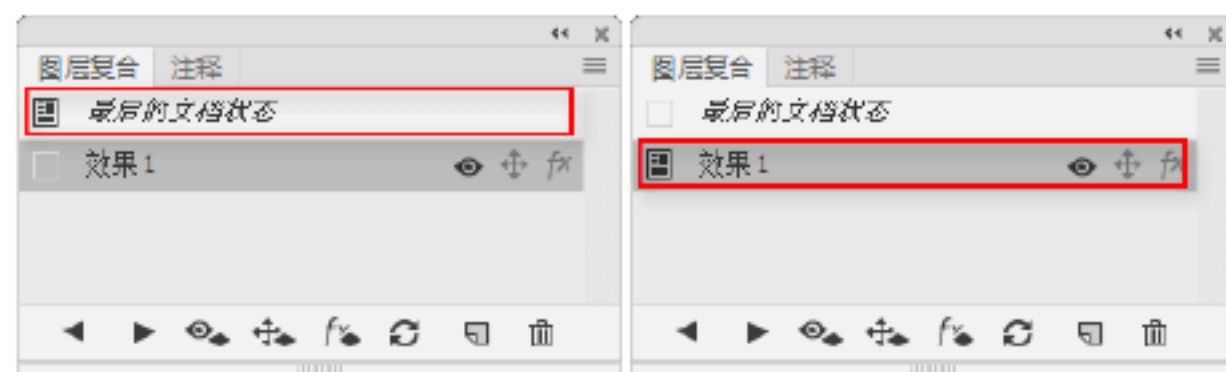 图层复合 注释
最后的文档状态
效果 1
图层复合 注释
最后的文档状态
效果 1